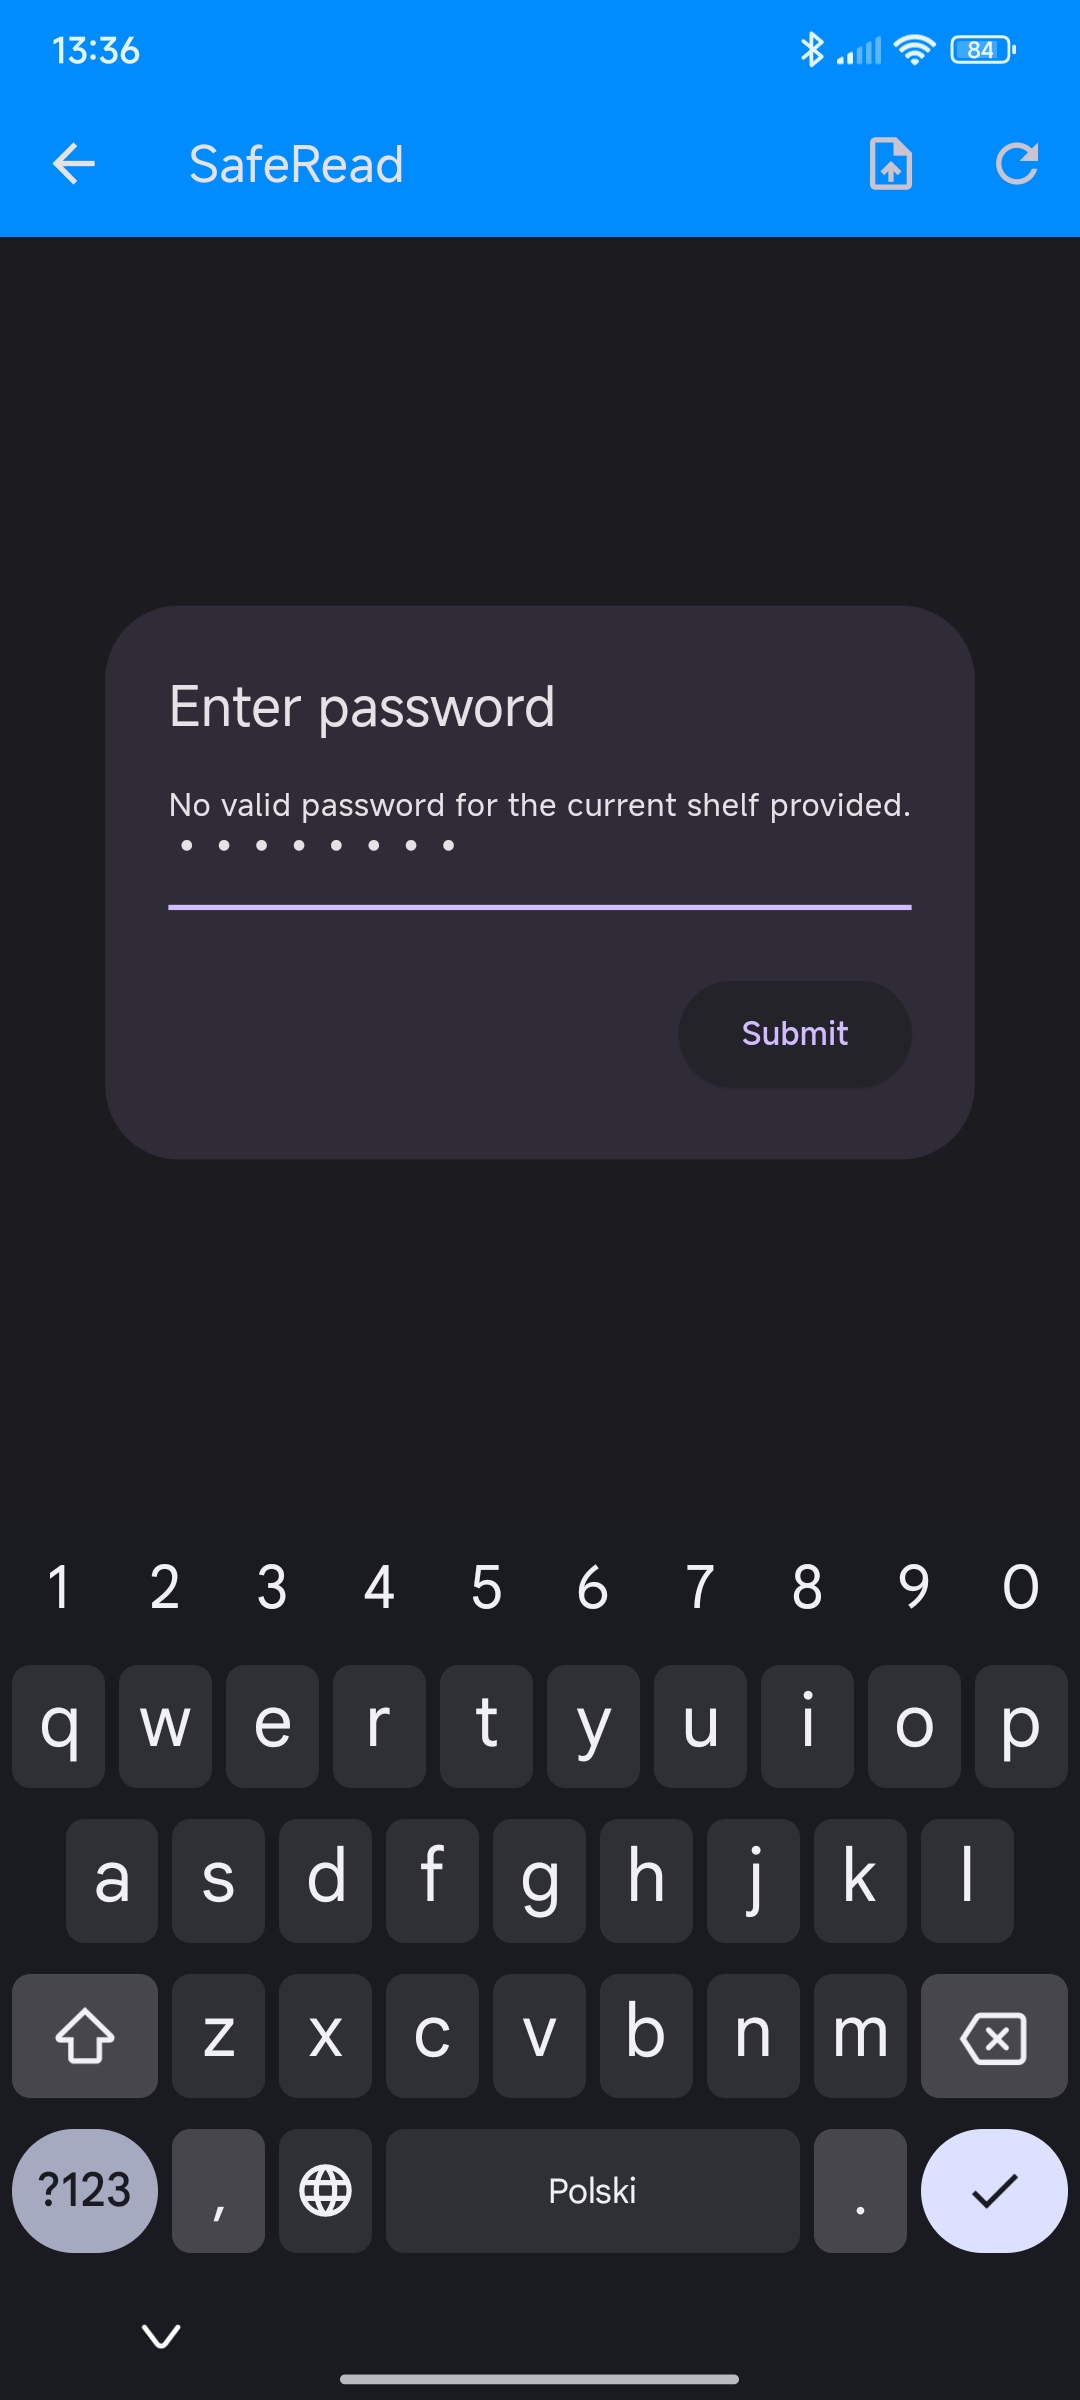 13:36
84
SafeRead
Enter password
No valid password for the current shelf provided.
••••••••
Submit
1 2 3 4 5 6 7 8 9 0
q w e r t y u i o p
a s d f g h j k l
z x c v b n m
?123 , Polski .